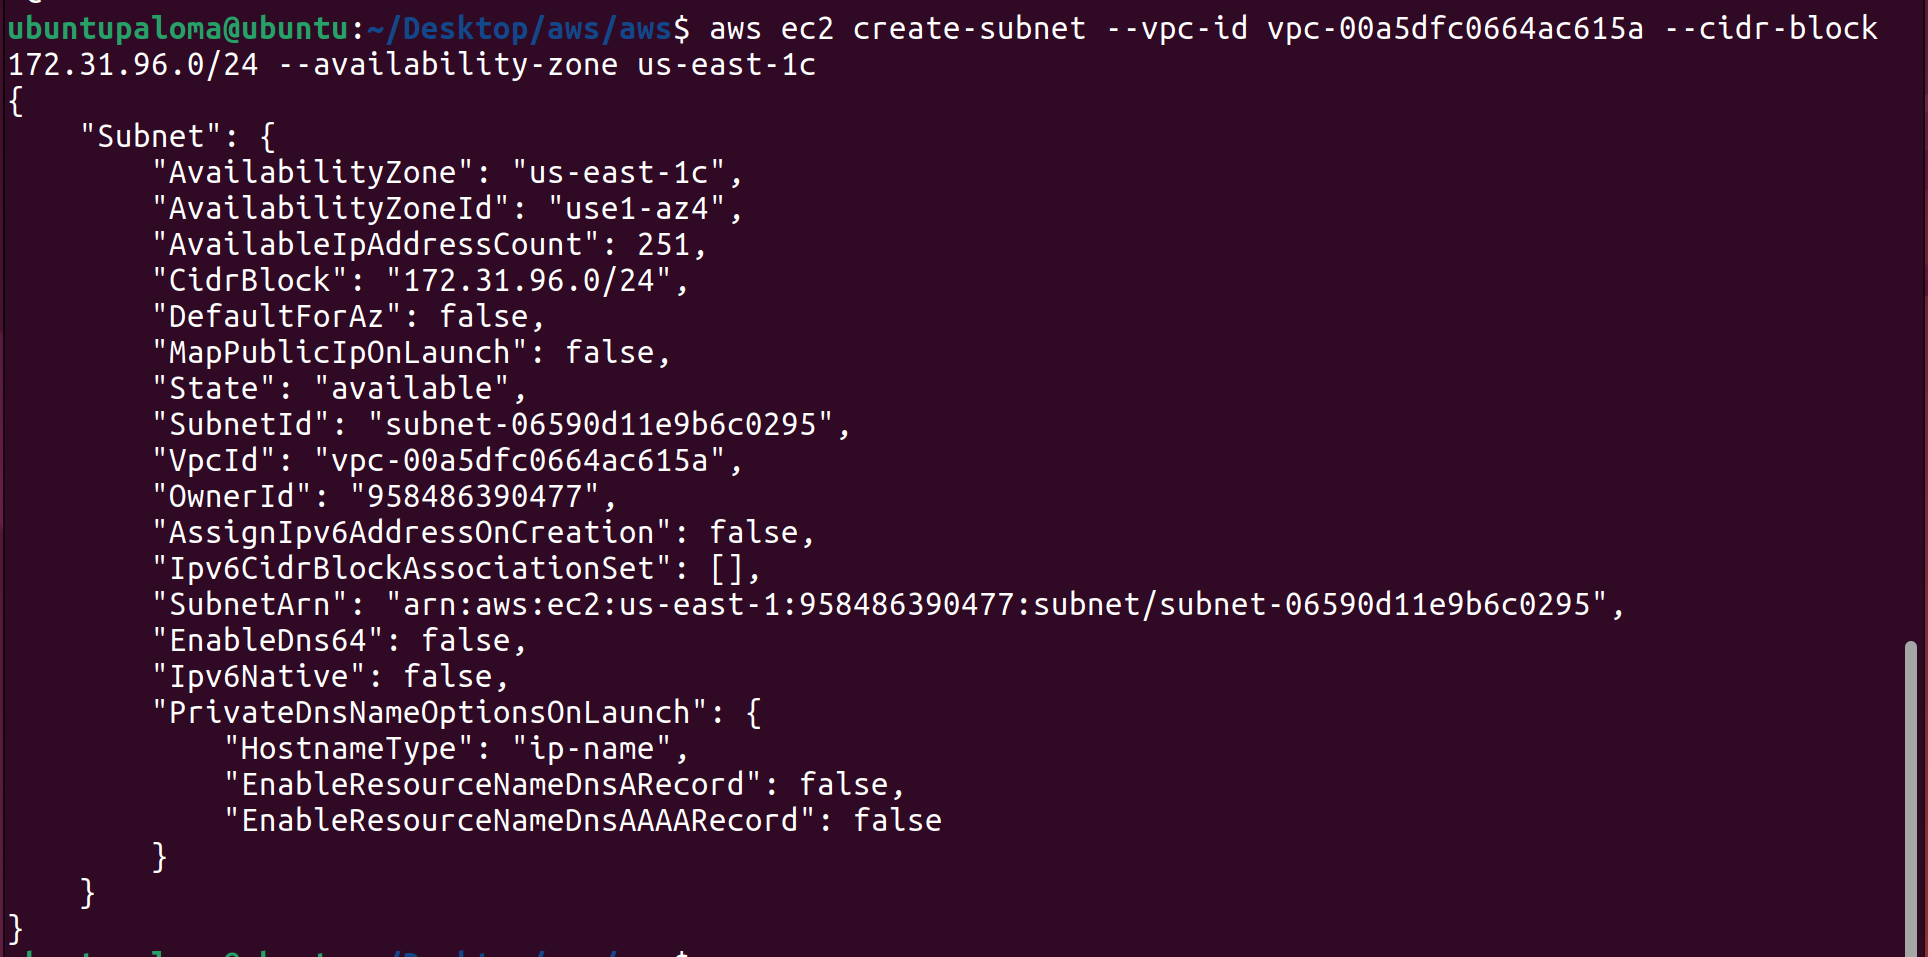 ubuntupaloma@ubuntu:~/Desktop/aws/aws$ aws ec2 create-subnet --vpc-id vpc-00a5dfc0664ac615a --cidr-block
172.31.96.0/24 --availability-zone us-east-1c
{
    "Subnet": {
        "AvailabilityZone": "us-east-1c",
        "AvailabilityZoneId": "use1-az4",
        "AvailableIpAddressCount": 251,
        "CidrBlock": "172.31.96.0/24",
        "DefaultForAz": false,
        "MapPublicIpOnLaunch": false,
        "State": "available",
        "SubnetId": "subnet-06590d11e9b6c0295",
        "VpcId": "vpc-00a5dfc0664ac615a",
        "OwnerId": "958486390477",
        "AssignIpv6AddressOnCreation": false,
        "Ipv6CidrBlockAssociationSet": [],
        "SubnetArn": "arn:aws:ec2:us-east-1:958486390477:subnet/subnet-06590d11e9b6c0295",
        "EnableDns64": false,
        "Ipv6Native": false,
        "PrivateDnsNameOptionsOnLaunch": {
            "HostnameType": "ip-name",
            "EnableResourceNameDnsARecord": false,
            "EnableResourceNameDnsAAAARecord": false
        }
    }
}